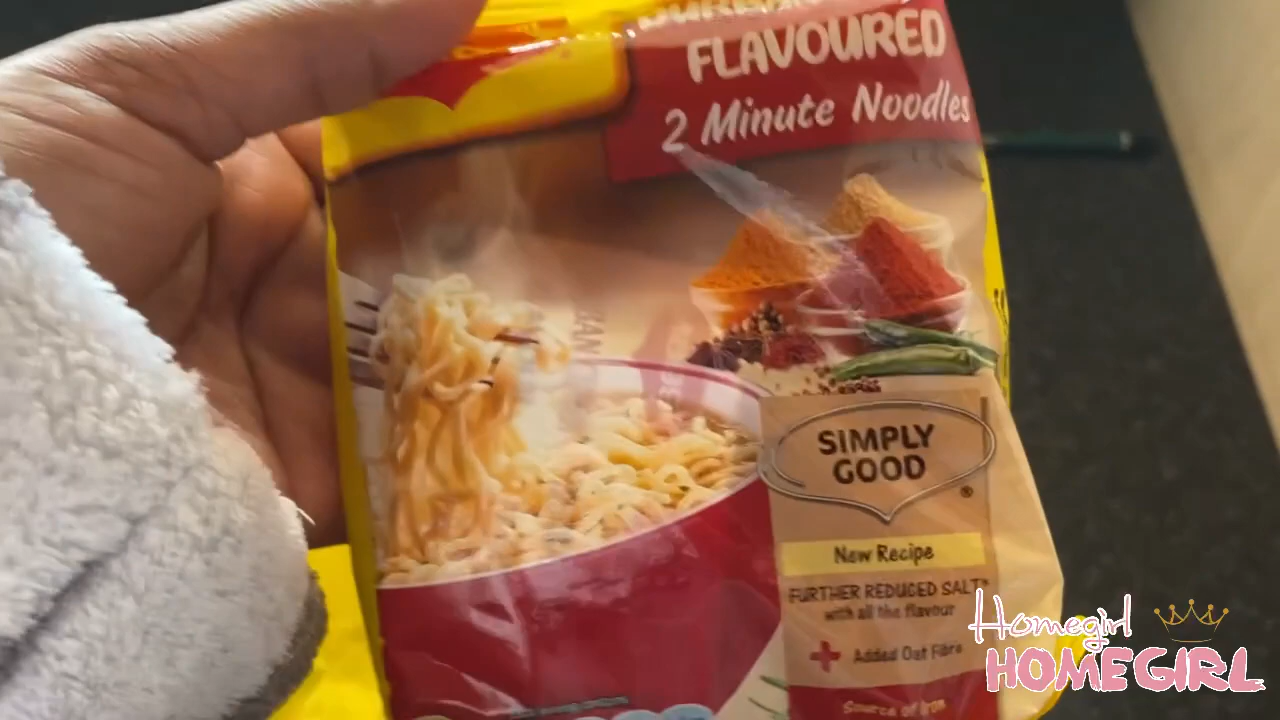 FLAVOURED
2 Minute Noodles
SIMPLY
GOOD
®
New Recipe
FURTHER REDUCED SALT*
with all the flavour
+ Added Oat Fibre
Source of Iron
Homegirl
HOMEGIRL